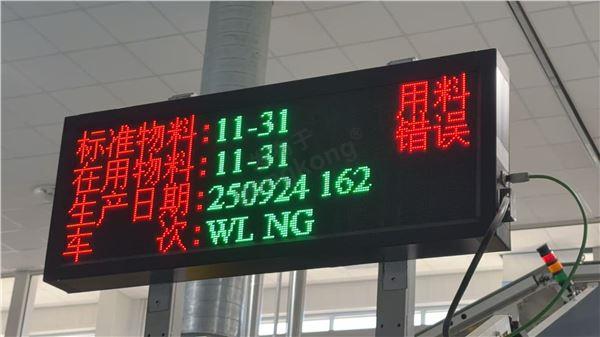 标准物料:11-31
在用物料:11-31
生产日期:250924 162
车 次:WL NG
用料
错误